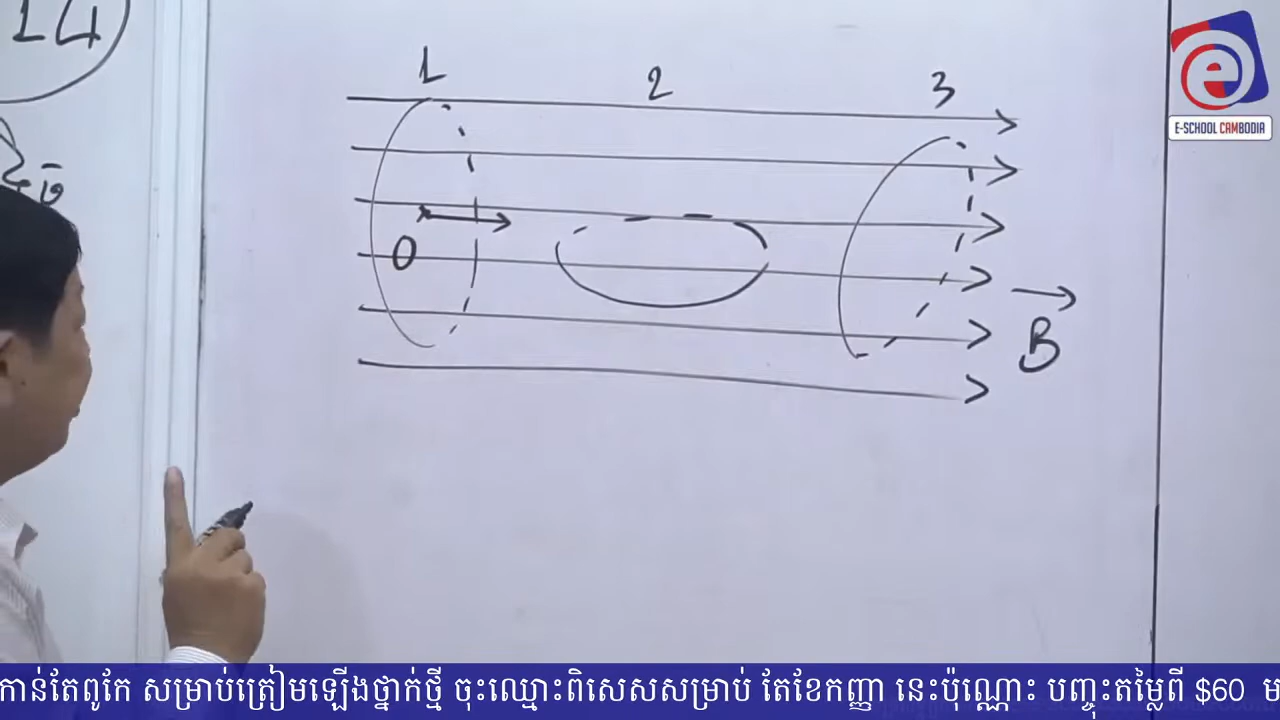 14
1
2
3
O
B
E-SCHOOL CAMBODIA
កាន់តែពូកែ សម្រាប់ត្រៀមឡើងថ្នាក់ថ្មី ចុះឈ្មោះពិសេសសម្រាប់ តែខែកញ្ញា នេះប៉ុណ្ណោះ បញ្ចុះតម្លៃពី $60 ម